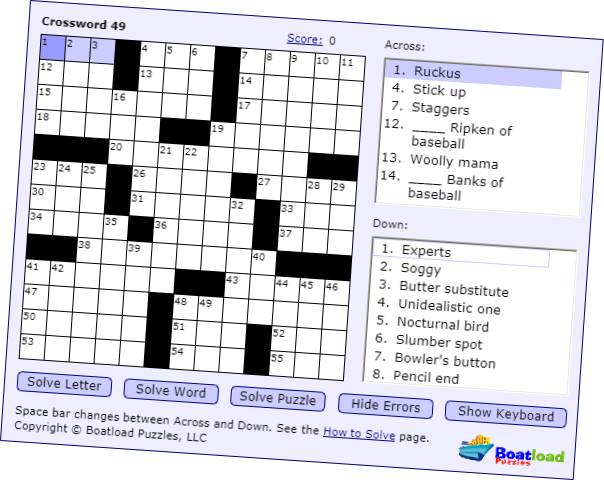 Crossword 49
Score: 0
1 2 3 4 5 6 7 8 9 10 11
12 13 14
15 16 17
18 19
20 21 22
23 24 25 26 27 28 29
30 31 32 33
34 35 36 37
38 39 40
41 42 43 44 45 46
47 48 49
50 51 52
53 54 55
Across:
1. Ruckus
4. Stick up
7. Staggers
12. ____ Ripken of
baseball
13. Woolly mama
14. ____ Banks of
baseball
Down:
1. Experts
2. Soggy
3. Butter substitute
4. Unidealistic one
5. Nocturnal bird
6. Slumber spot
7. Bowler's button
8. Pencil end
Solve Letter Solve Word Solve Puzzle Hide Errors Show Keyboard
Space bar changes between Across and Down. See the How to Solve page.
Copyright © Boatload Puzzles, LLC
Boatload
Puzzles